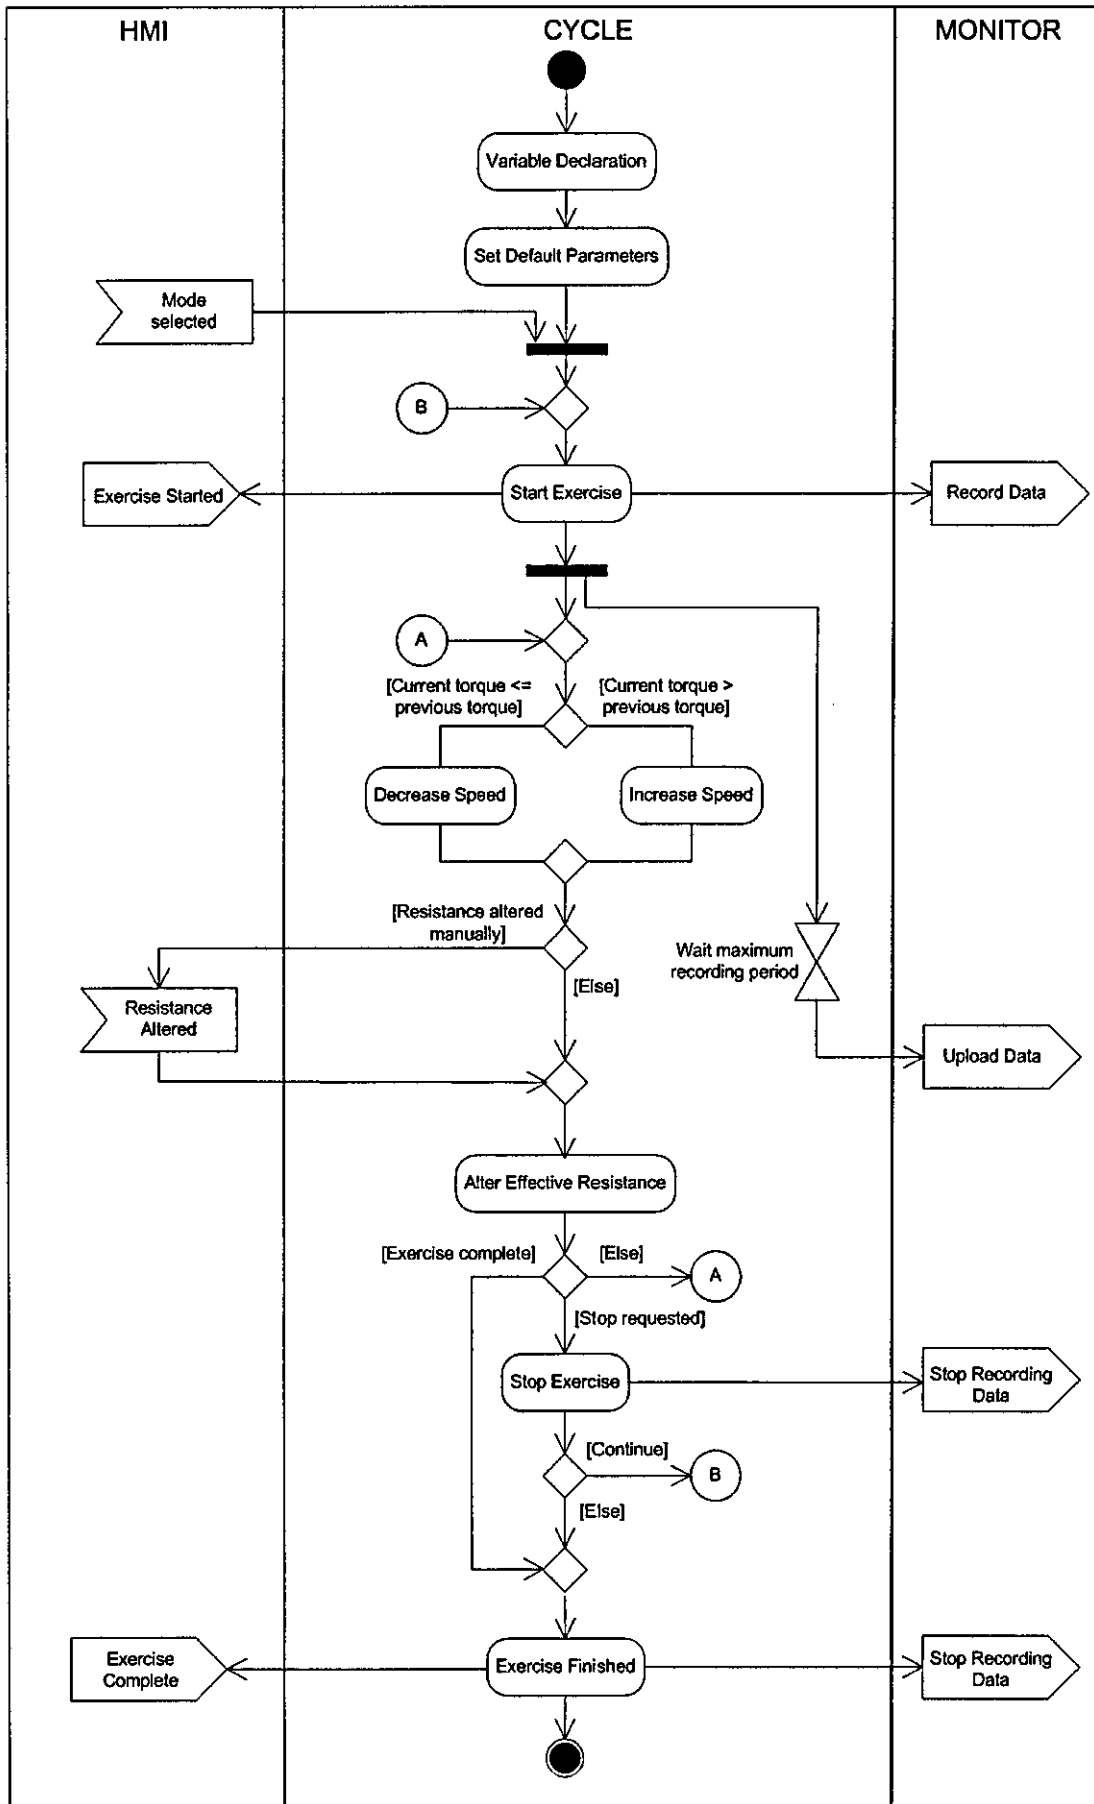 HMI
CYCLE
MONITOR
Variable Declaration
Set Default Parameters
Mode
selected
B
Exercise Started
Start Exercise
Record Data
A
[Current torque <=
previous torque]
[Current torque >
previous torque]
Decrease Speed
Increase Speed
[Resistance altered
manually]
Wait maximum
recording period
[Else]
Resistance
Altered
Upload Data
Alter Effective Resistance
[Exercise complete]
[Else]
A
[Stop requested]
Stop Exercise
Stop Recording
Data
[Continue]
B
[Else]
Exercise
Complete
Exercise Finished
Stop Recording
Data